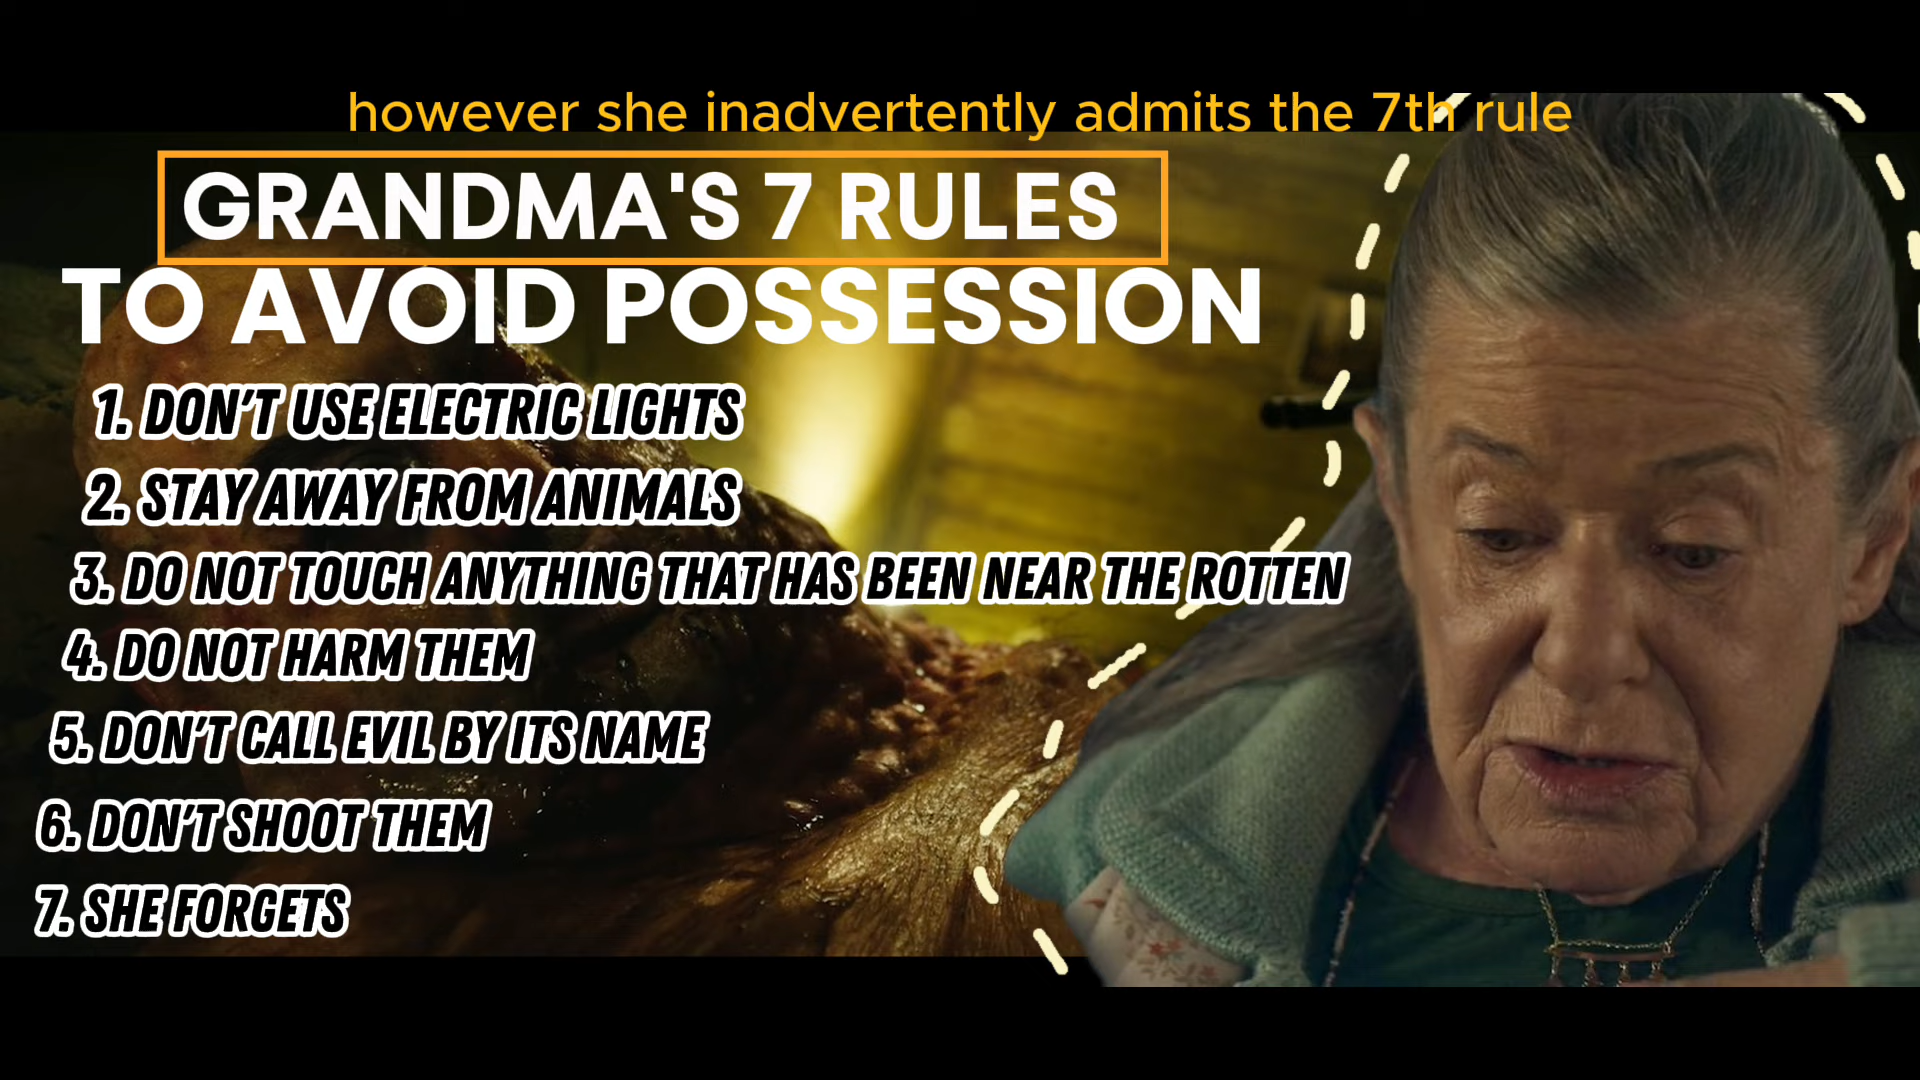 however she inadvertently admits the 7th rule
GRANDMA'S 7 RULES
TO AVOID POSSESSION
1. DON'T USE ELECTRIC LIGHTS
2. STAY AWAY FROM ANIMALS
3. DO NOT TOUCH ANYTHING THAT HAS BEEN NEAR THE ROTTEN
4. DO NOT HARM THEM
5. DON'T CALL EVIL BY ITS NAME
6. DON'T SHOOT THEM
7. SHE FORGETS